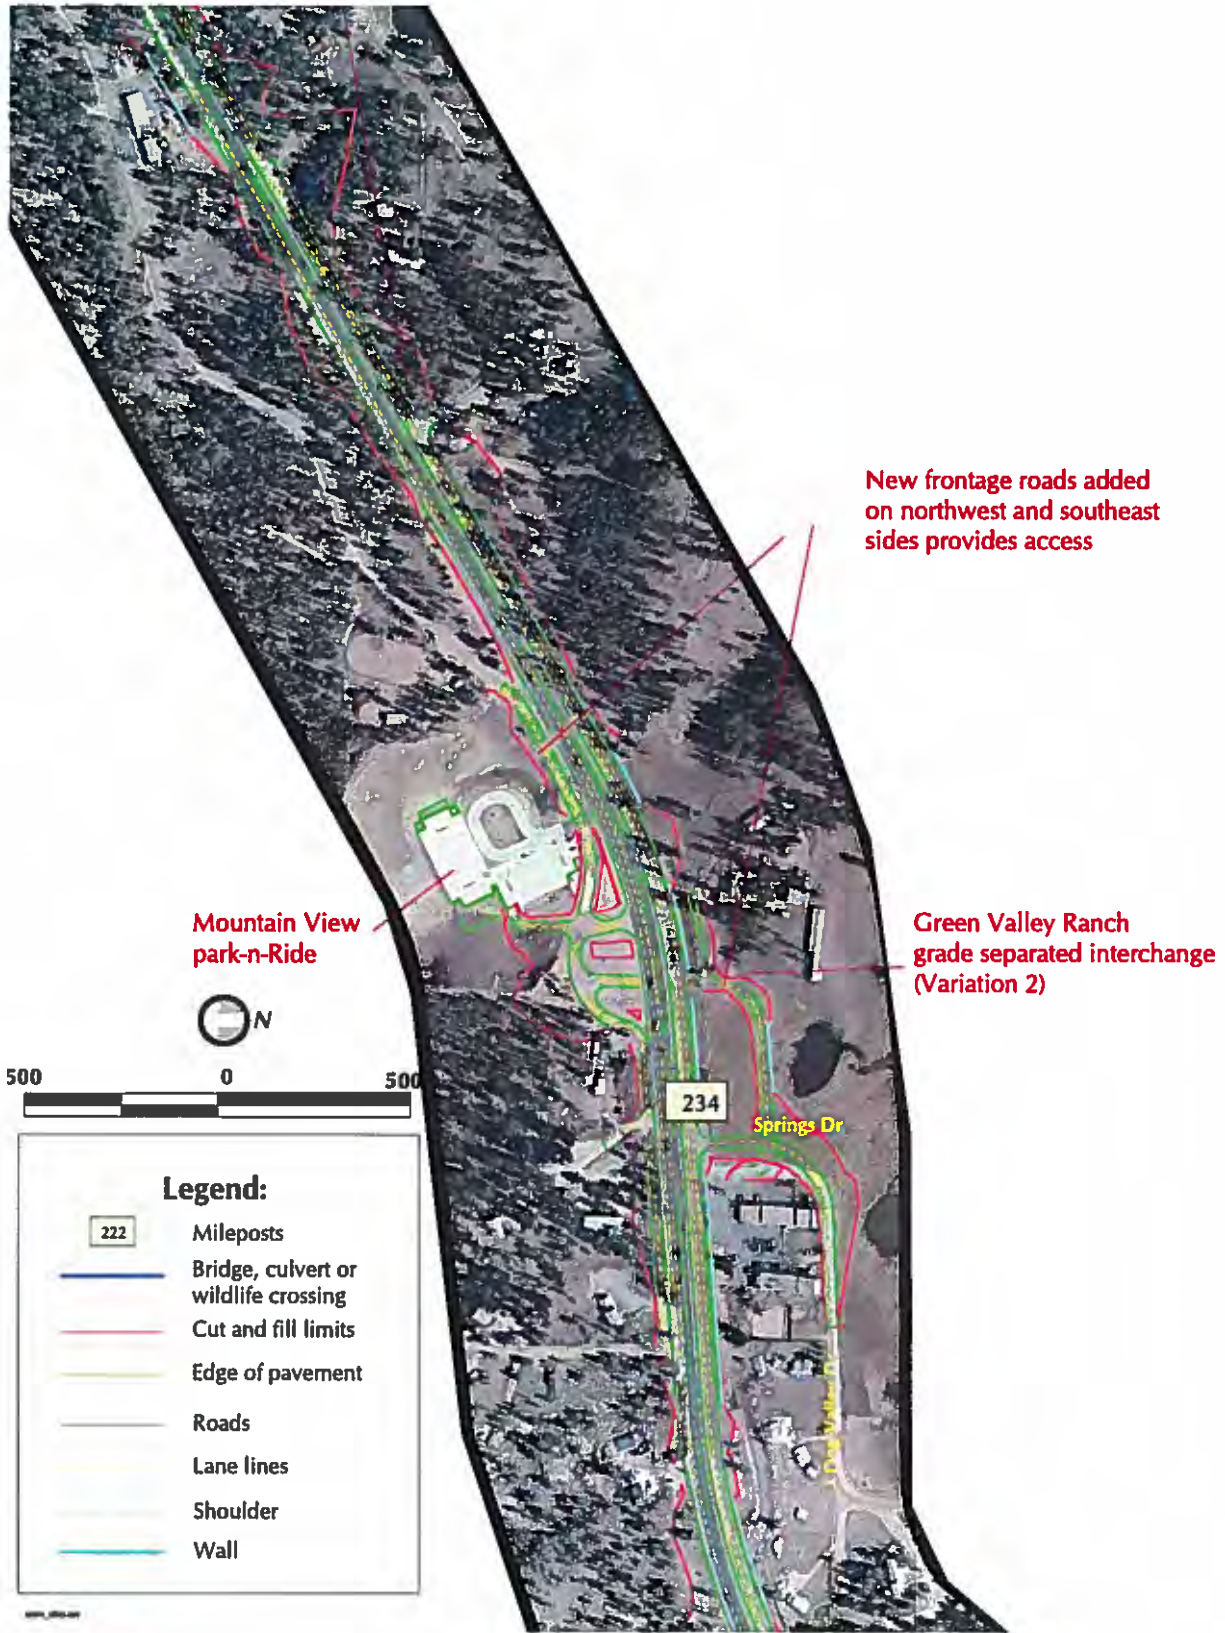 New frontage roads added
on northwest and southeast
sides provides access
Mountain View
park-n-Ride
Green Valley Ranch
grade separated interchange
(Variation 2)
N
500 0 500
234
Springs Dr
Legend:
222 Mileposts
Bridge, culvert or
wildlife crossing
Cut and fill limits
Edge of pavement
Roads
Lane lines
Shoulder
Wall
Valley